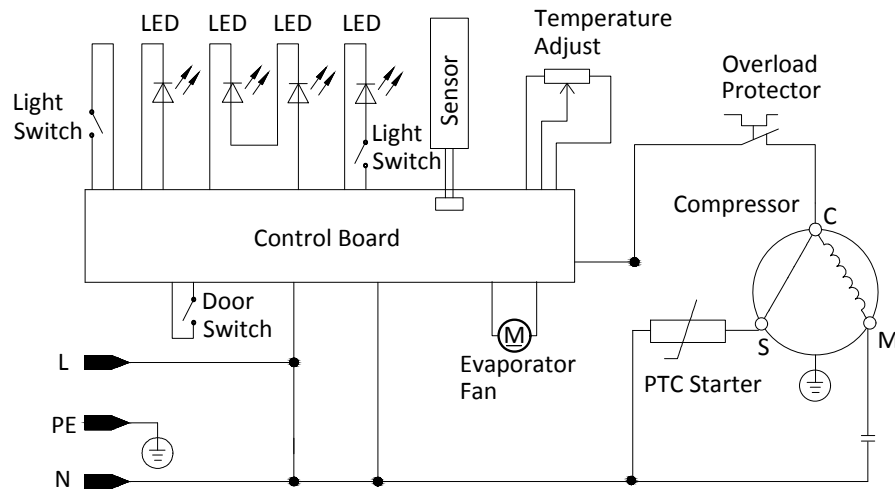 LED
LED
LED
LED
Light
Switch
Sensor
Light
Switch
Temperature
Adjust
Overload
Protector
Control Board
Compressor
C
S
M
Door
Switch
M
Evaporator
Fan
PTC Starter
L
PE
N